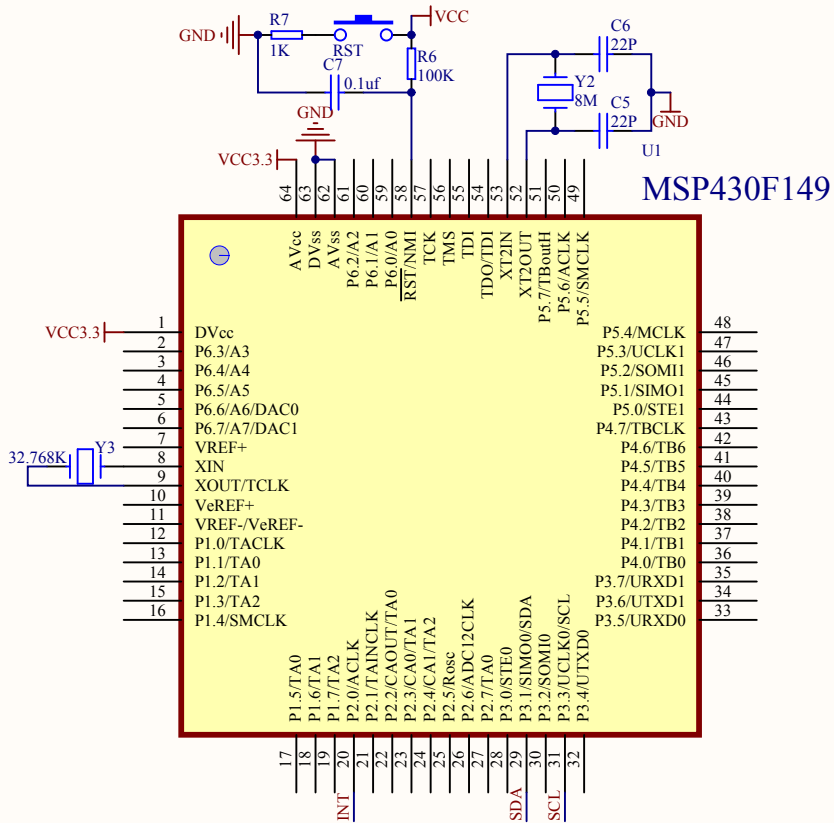 R7
VCC
GND
1K
RST
R6
100K
C7
0.1uf
GND
VCC3.3
C6
22P
Y2
8M
C5
22P
GND
U1
MSP430F149
64
63
62
61
60
59
58
57
56
55
54
53
52
51
50
49
AVcc
DVss
AVss
P6.2/A2
P6.1/A1
P6.0/A0
RST/NMI
TCK
TMS
TDI
TDO/TDI
XT2IN
XT2OUT
P5.7/TBoutH
P5.6/ACLK
P5.5/SMCLK
VCC3.3
1 DVcc
2 P6.3/A3
3 P6.4/A4
4 P6.5/A5
5 P6.6/A6/DAC0
6 P6.7/A7/DAC1
7 VREF+
32.768K
Y3
8 XIN
9 XOUT/TCLK
10 VeREF+
11 VREF-/VeREF-
12 P1.0/TACLK
13 P1.1/TA0
14 P1.2/TA1
15 P1.3/TA2
16 P1.4/SMCLK
P5.4/MCLK 48
P5.3/UCLK1 47
P5.2/SOMI1 46
P5.1/SIMO1 45
P5.0/STE1 44
P4.7/TBCLK 43
P4.6/TB6 42
P4.5/TB5 41
P4.4/TB4 40
P4.3/TB3 39
P4.2/TB2 38
P4.1/TB1 37
P4.0/TB0 36
P3.7/URXD1 35
P3.6/UTXD1 34
P3.5/URXD0 33
P1.5/TA0
P1.6/TA1
P1.7/TA2
P2.0/ACLK
P2.1/TAINCLK
P2.2/CAOUT/TA0
P2.3/CA0/TA1
P2.4/CA1/TA2
P2.5/Rosc
P2.6/ADC12CLK
P2.7/TA0
P3.0/STE0
P3.1/SIMO0/SDA
P3.2/SOMI0
P3.3/UCLK0/SCL
P3.4/UTXD0
17
18
19
20
21
22
23
24
25
26
27
28
29
30
31
32
INT
SDA
SCL